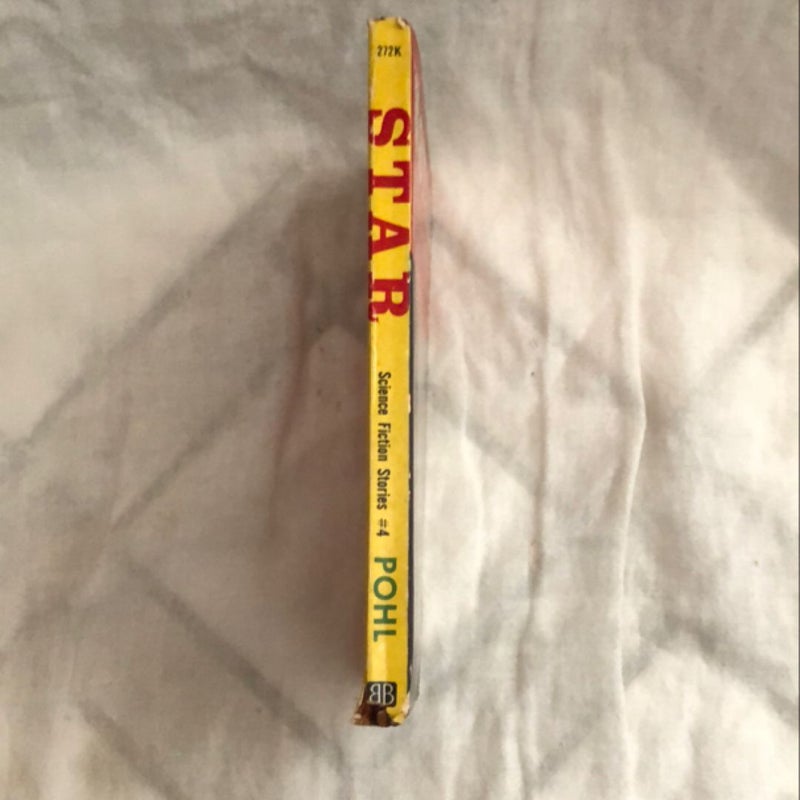 272K
STAR
Science Fiction Stories #4
POHL
BB